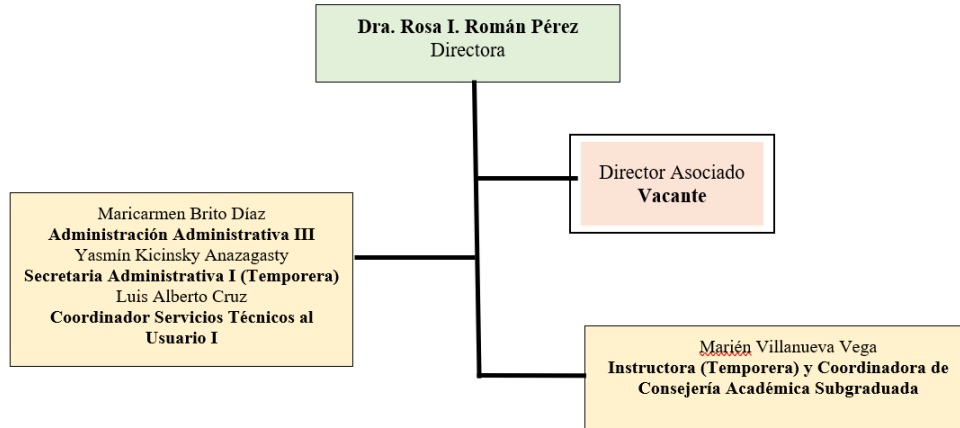 Dra. Rosa I. Román Pérez
Directora
Director Asociado
Vacante
Maricarmen Brito Díaz
Administración Administrativa III
Yasmín Kicinsky Anazagasty
Secretaria Administrativa I (Temporera)
Luis Alberto Cruz
Coordinador Servicios Técnicos al
Usuario I
Marién Villanueva Vega
Instructora (Temporera) y Coordinadora de
Consejería Académica Subgraduada